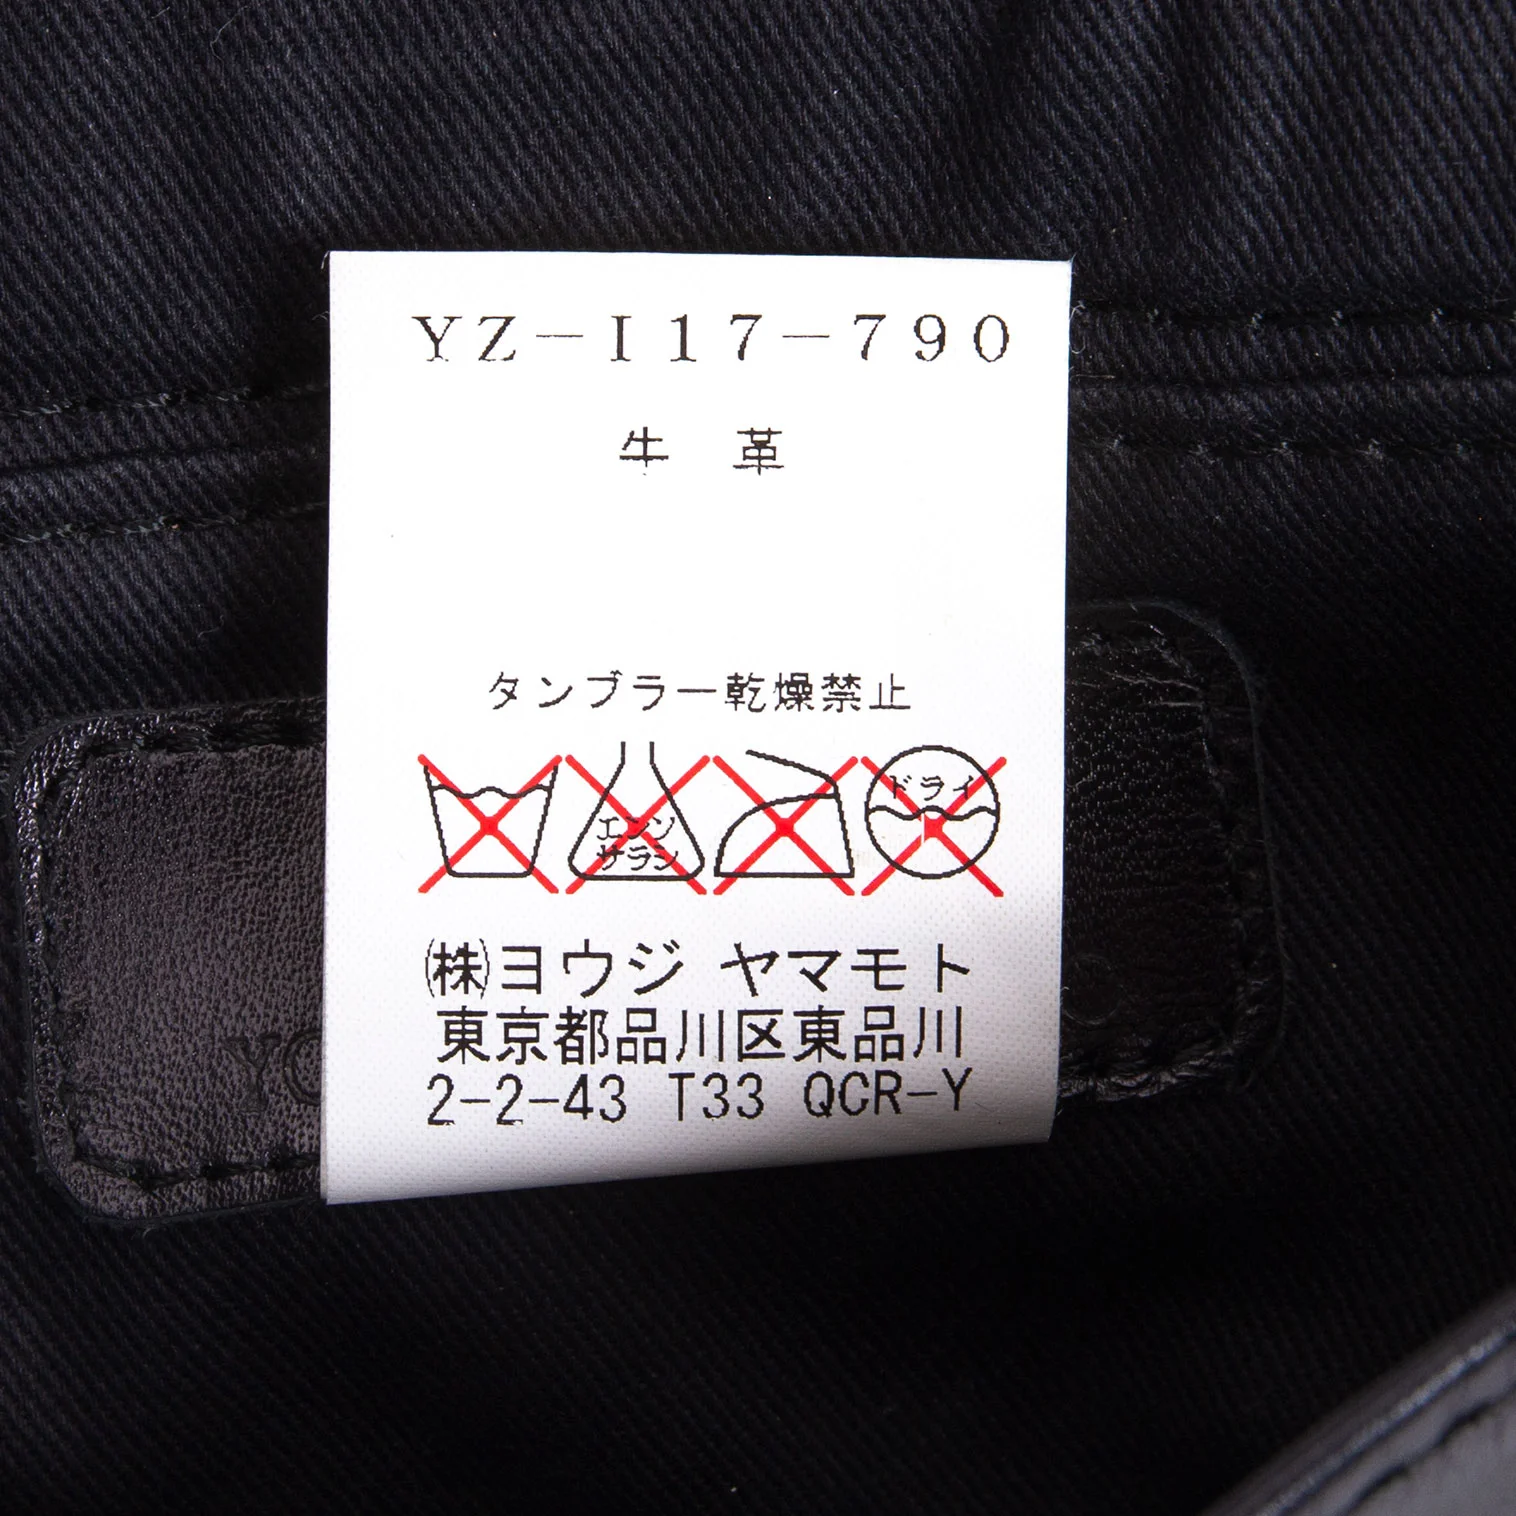 YZ-I17-790
牛 革
タンブラー乾燥禁止
エンソ
サラシ
ドライ
㈱ヨウジ ヤマモト
東京都品川区東品川
2-2-43 T33 QCR-Y
YO